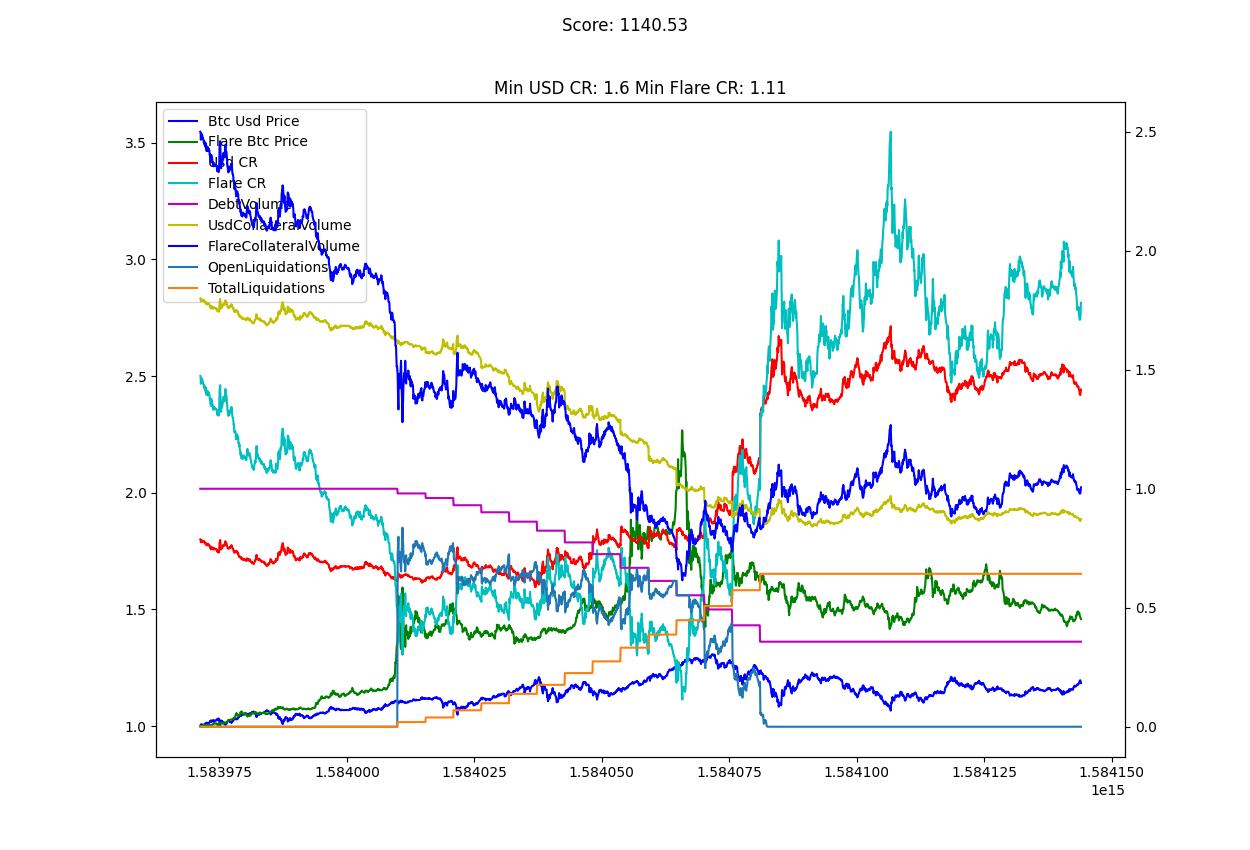 Score: 1140.53
Min USD CR: 1.6 Min Flare CR: 1.11
Btc Usd Price
Flare Btc Price
Usd CR
Flare CR
DebtVolume
UsdCollateralVolume
FlareCollateralVolume
OpenLiquidations
TotalLiquidations
3.5
3.0
2.5
2.0
1.5
1.0
2.5
2.0
1.5
1.0
0.5
0.0
1.583975 1.584000 1.584025 1.584050 1.584075 1.584100 1.584125 1.584150
1e15